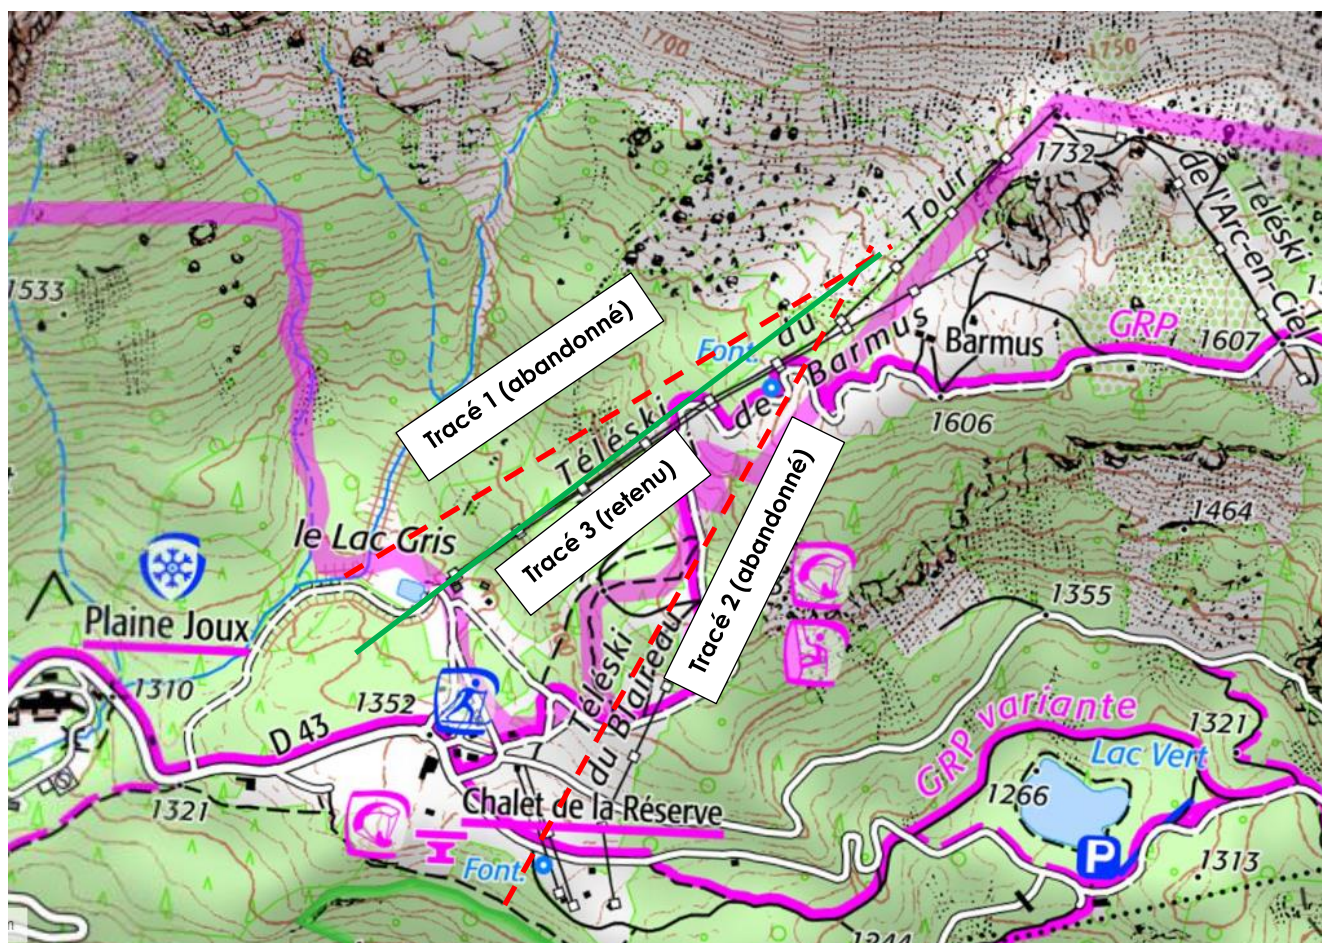 1700
1750
1732
Tour
du
Téléski
de l'Arc-en-Ciel
1533
Tracé 1 (abandonné)
Font.
Barmus
Barmus
GRP
1607
1606
Téléski
de
le Lac Gris
Tracé 3 (retenu)
Tracé 2 (abandonné)
1464
Plaine Joux
1355
1310
1352
D 43
Téléski
du Blaireau
GRP variante
1321
Lac Vert
1266
1321
Chalet de la Réserve
P
Font.
1313
1244